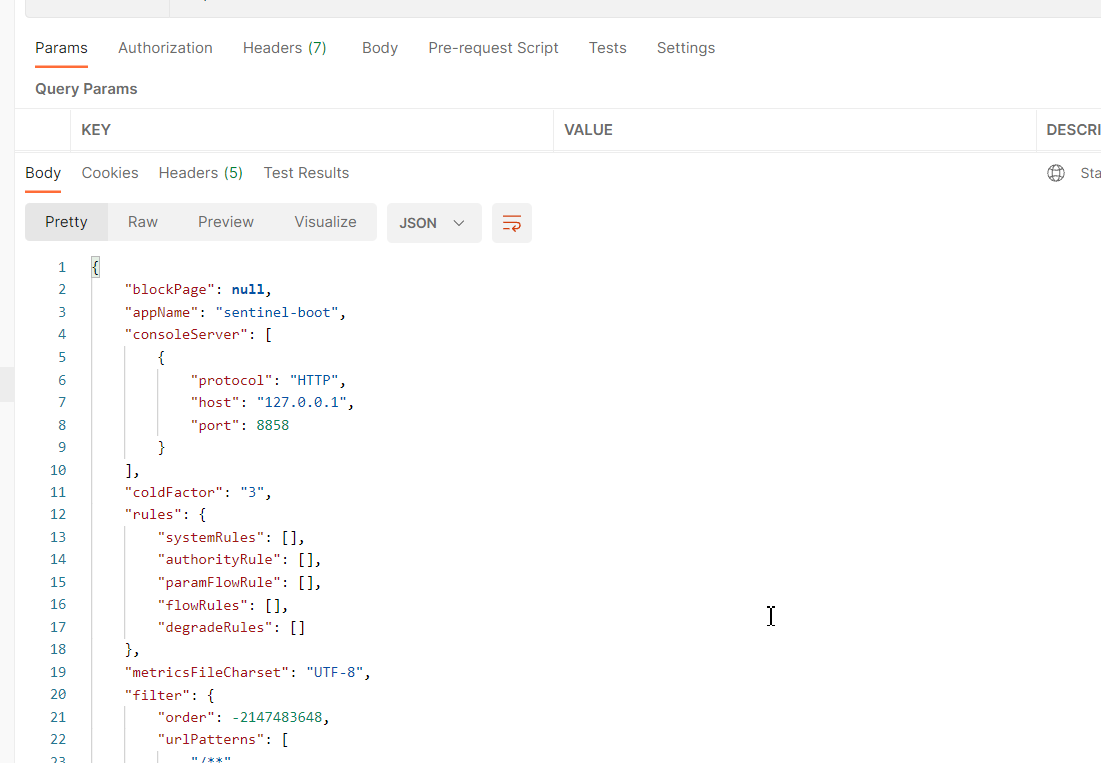 Params Authorization Headers (7) Body Pre-request Script Tests Settings
Query Params
KEY VALUE DESCRI
Body Cookies Headers (5) Test Results Sta
Pretty Raw Preview Visualize JSON
1 {
2 "blockPage": null,
3 "appName": "sentinel-boot",
4 "consoleServer": [
5 {
6 "protocol": "HTTP",
7 "host": "127.0.0.1",
8 "port": 8858
9 }
10 ],
11 "coldFactor": "3",
12 "rules": {
13 "systemRules": [],
14 "authorityRule": [],
15 "paramFlowRule": [],
16 "flowRules": [],
17 "degradeRules": []
18 },
19 "metricsFileCharset": "UTF-8",
20 "filter": {
21 "order": -2147483648,
22 "urlPatterns": [
23 "/**"